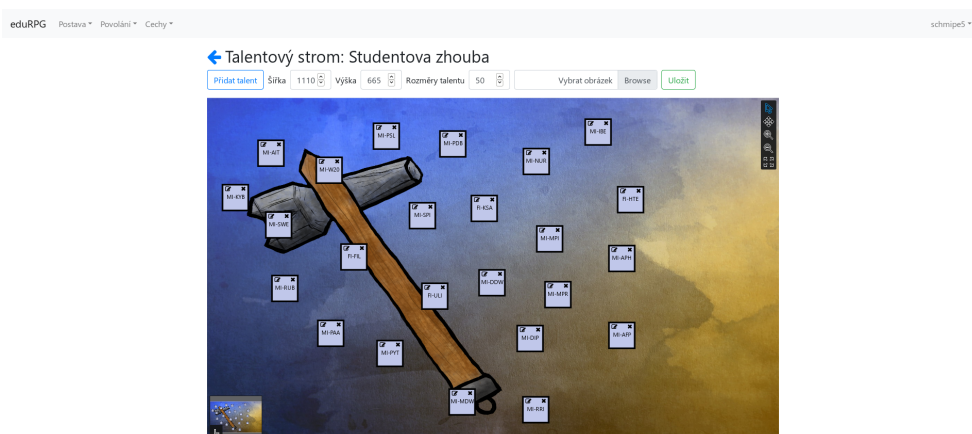 eduRPG Postava Povolání Cechy schmipe5
Talentový strom: Studentova zhouba
Přidat talent Šířka 1110 Výška 665 Rozměry talentu 50 Vybrat obrázek Browse Uložit
MI-IBE
MI-PSL
MI-PDB
MI-AIT
MI-NUR
MI-W20
MI-KYB
FI-HTE
FI-KSA
MI-SPI
MI-SWE
MI-MPI
FI-FIL
MI-APH
MI-DDW
MI-RUB
FI-ULI
MI-MPR
MI-PAA
MI-DIP
MI-AFP
MI-PYT
MI-MDW
MI-RRI